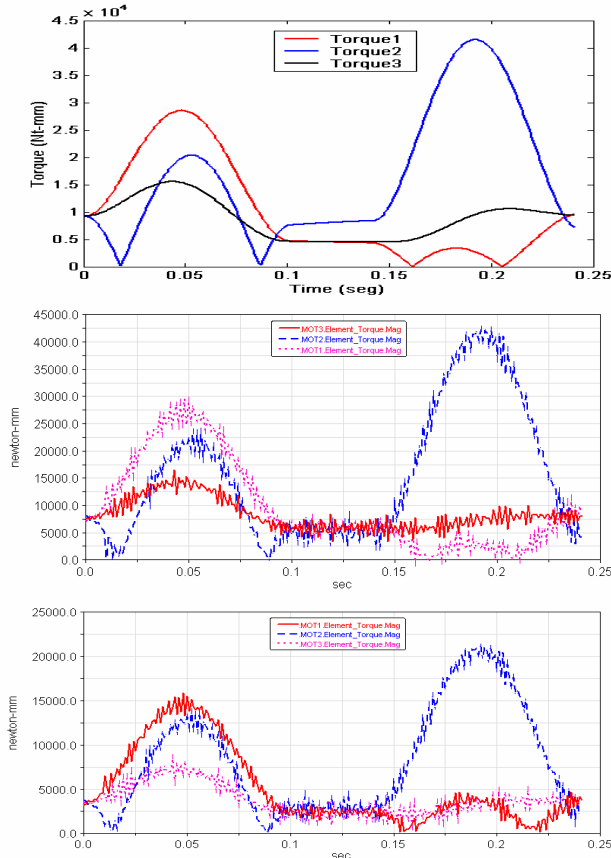 × 10⁴
4.5
4
3.5
3
2.5
2
1.5
1
0.5
0
Torque (Nt-mm)
Torque1
Torque2
Torque3
0 0.05 0.1 0.15 0.2 0.25
Time (seg)
45000.0
40000.0
35000.0
30000.0
25000.0
20000.0
15000.0
10000.0
5000.0
0.0
newton-mm
MOT3.Element_Torque.Mag
MOT2.Element_Torque.Mag
MOT1.Element_Torque.Mag
0.0 0.05 0.1 0.15 0.2 0.25
sec
25000.0
20000.0
15000.0
10000.0
5000.0
0.0
newton-mm
MOT1.Element_Torque.Mag
MOT2.Element_Torque.Mag
MOT3.Element_Torque.Mag
0.0 0.05 0.1 0.15 0.2 0.25
sec